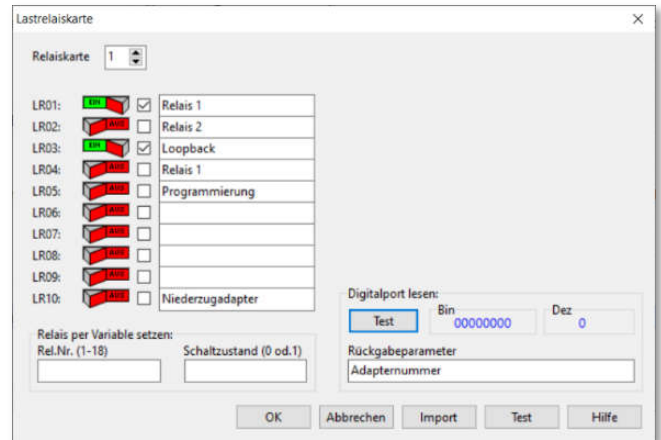 Lastrelaiskarte
Relaiskarte 1
LR01: EIN Relais 1
LR02: AUS Relais 2
LR03: EIN Loopback
LR04: AUS Relais 1
LR05: AUS Programmierung
LR06: AUS
LR07: AUS
LR08: AUS
LR09: AUS
LR10: AUS Niederzugadapter
Relais per Variable setzen:
Rel.Nr. (1-18) Schaltzustand (0 od.1)
Digitalport lesen:
Test Bin 00000000 Dez 0
Rückgabeparameter
Adapternummer
OK Abbrechen Import Test Hilfe